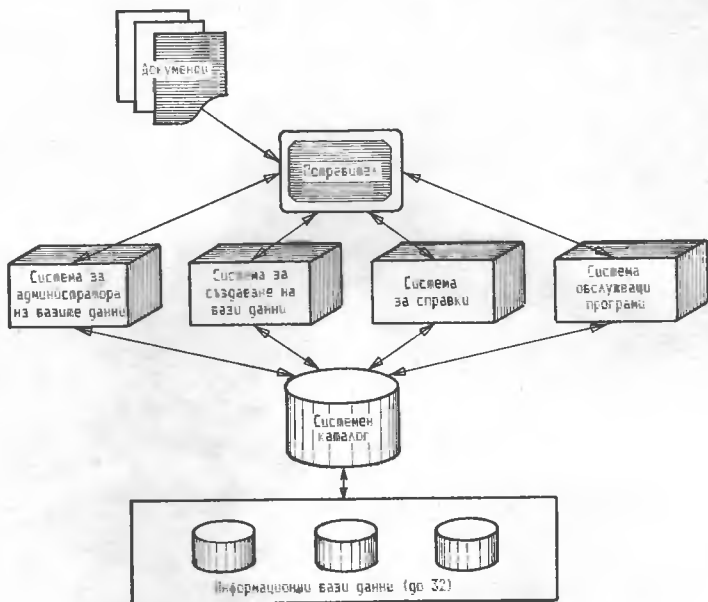 Документи
Потребител
Система за
администратора
на базите данни
Система за
създаване на
бази данни
Система
за справки
Система
обслужващи
програми
Системен
каталог
Информационни бази данни (до 32)